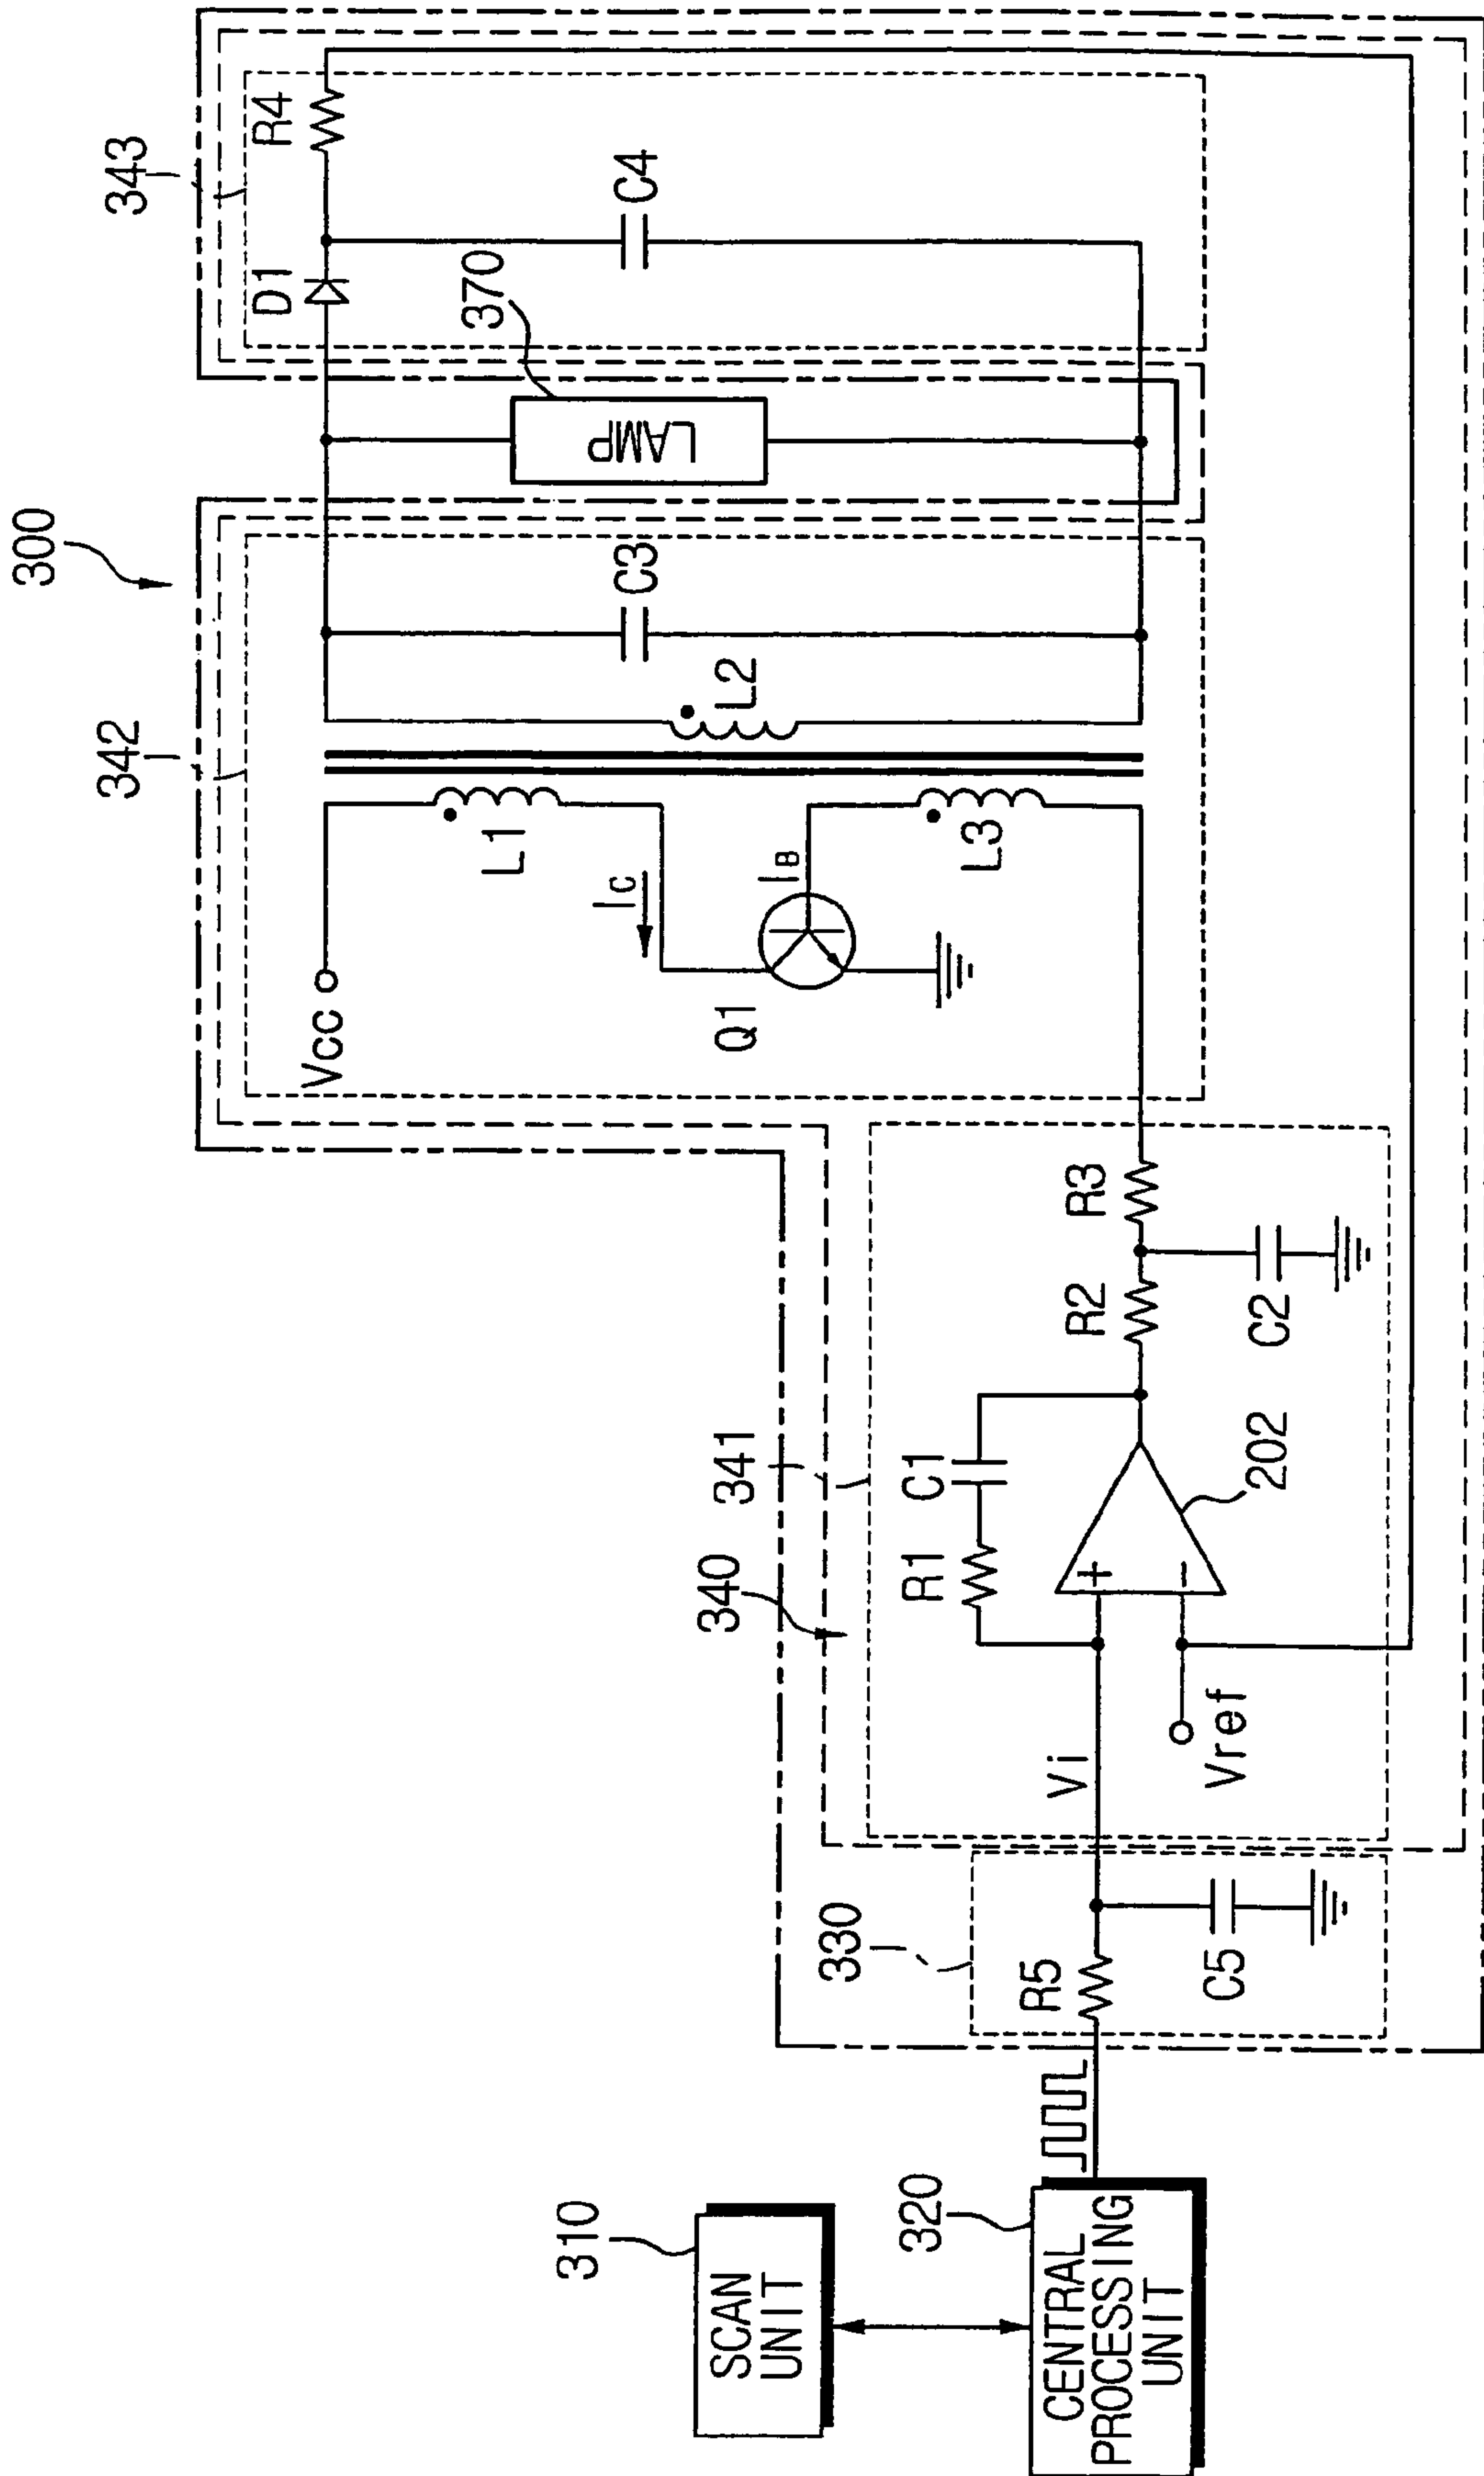 300
342
343
Vcc
L1
L2
L3
IC
IB
Q1
C3
370
LAMP
D1
R4
C4
340
341
R1
C1
+
-
202
R2
R3
C2
Vi
Vref
330
R5
C5
310
SCAN
UNIT
320
CENTRAL
PROCESSING
UNIT